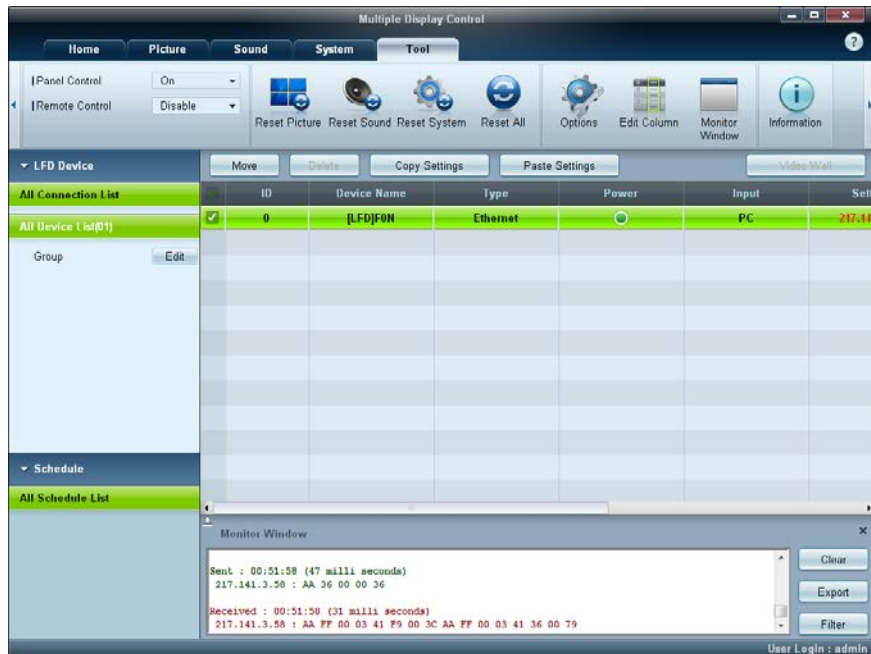 Multiple Display Control
Home Picture Sound System Tool
Panel Control On
Remote Control Disable
Reset Picture Reset Sound Reset System Reset All
Options Edit Column Monitor Window
Information
LFD Device
Move Delete Copy Settings Paste Settings Video Wall
All Connection List
ID Device Name Type Power Input
All Device List(01)
0 [LFD]F0N Ethernet PC 217.14
Group Edit
Schedule
All Schedule List
Monitor Window
Clear
Sent : 00:51:58 (47 milli seconds)
217.141.3.58 : AA 36 00 00 36
Export
Received : 00:51:58 (31 milli seconds)
217.141.3.58 : AA FF 00 03 41 F9 00 3C AA FF 00 03 41 36 00 79
Filter
User Login : admin